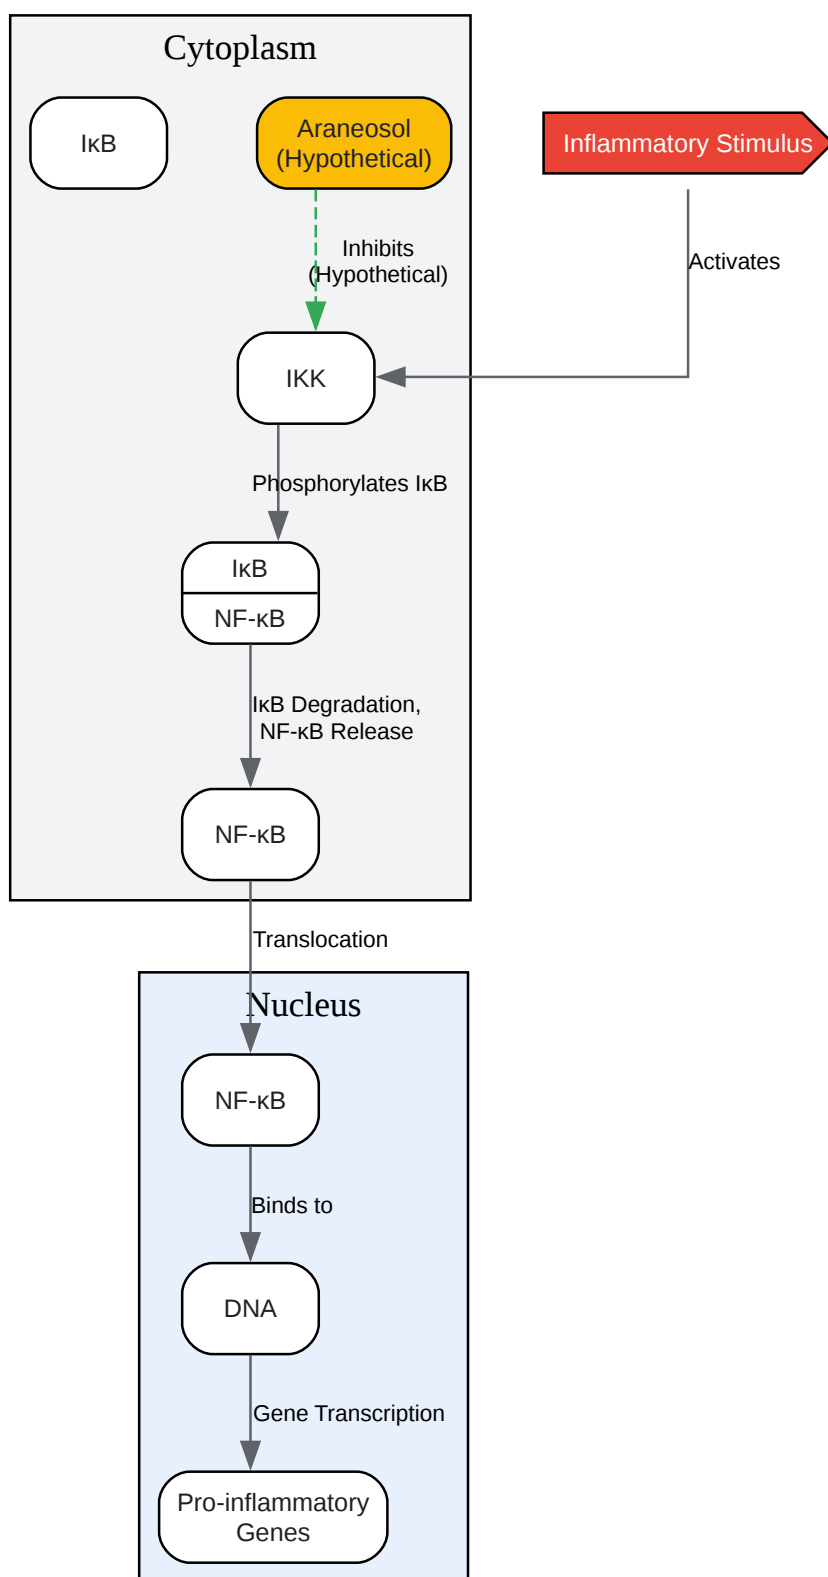 Cytoplasm
IκB
Araneosol
(Hypothetical)
Inflammatory Stimulus
Inhibits
(Hypothetical)
Activates
IKK
Phosphorylates IκB
IκB
NF-κB
IκB Degradation,
NF-κB Release
NF-κB
Translocation
Nucleus
NF-κB
Binds to
DNA
Gene Transcription
Pro-inflammatory
Genes